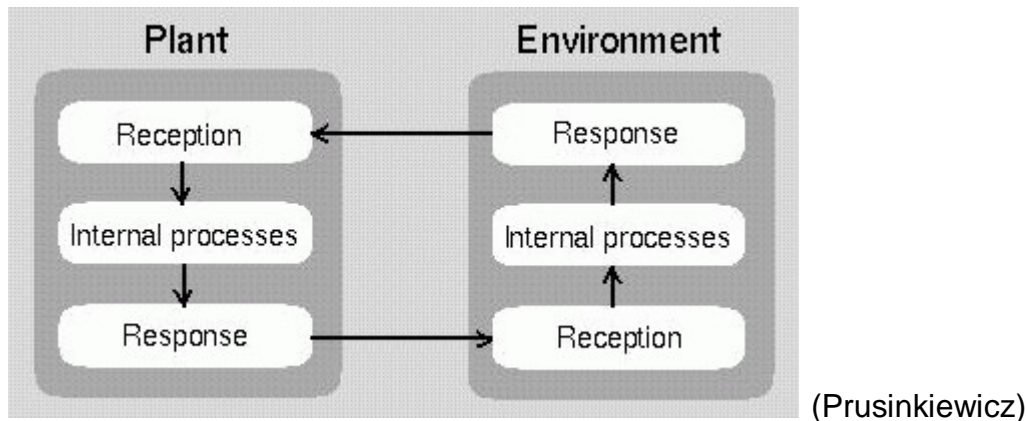 Plant
Environment
Reception
Response
Internal processes
Internal processes
Response
Reception
(Prusinkiewicz)